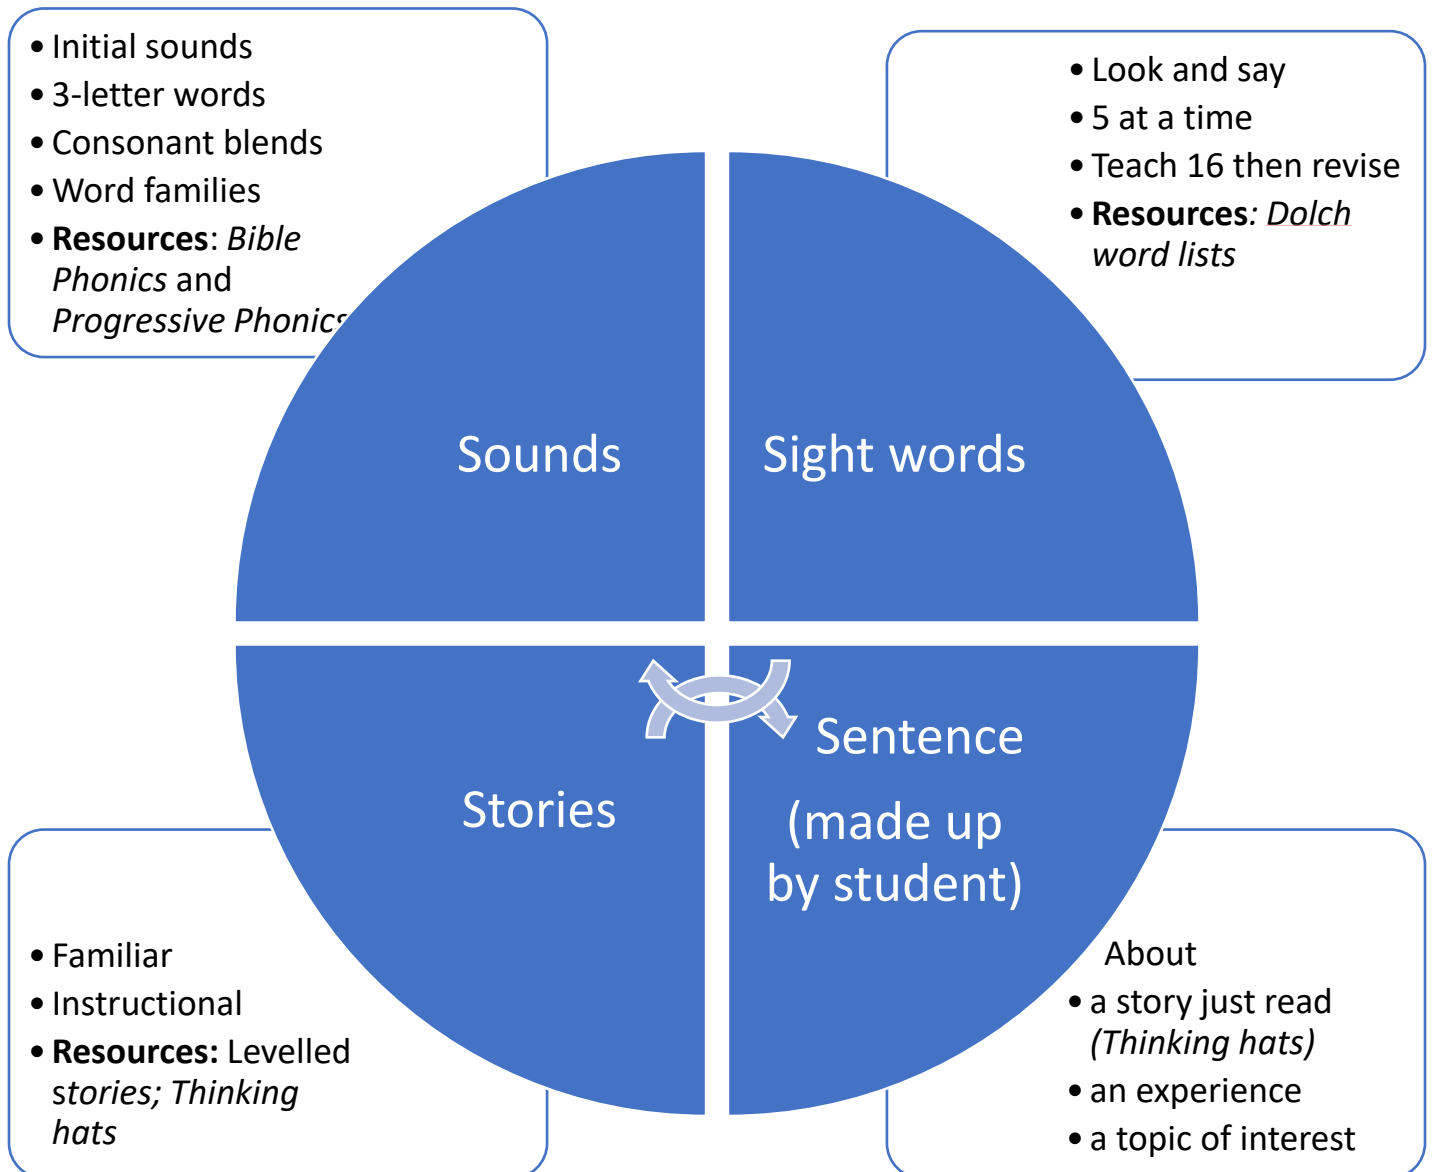 • Initial sounds
• 3-letter words
• Consonant blends
• Word families
• Resources: Bible
Phonics and
Progressive Phonics
• Look and say
• 5 at a time
• Teach 16 then revise
• Resources: Dolch
word lists
Sounds
Sight words
Stories
Sentence
(made up
by student)
• Familiar
• Instructional
• Resources: Levelled
stories; Thinking
hats
About
• a story just read
(Thinking hats)
• an experience
• a topic of interest